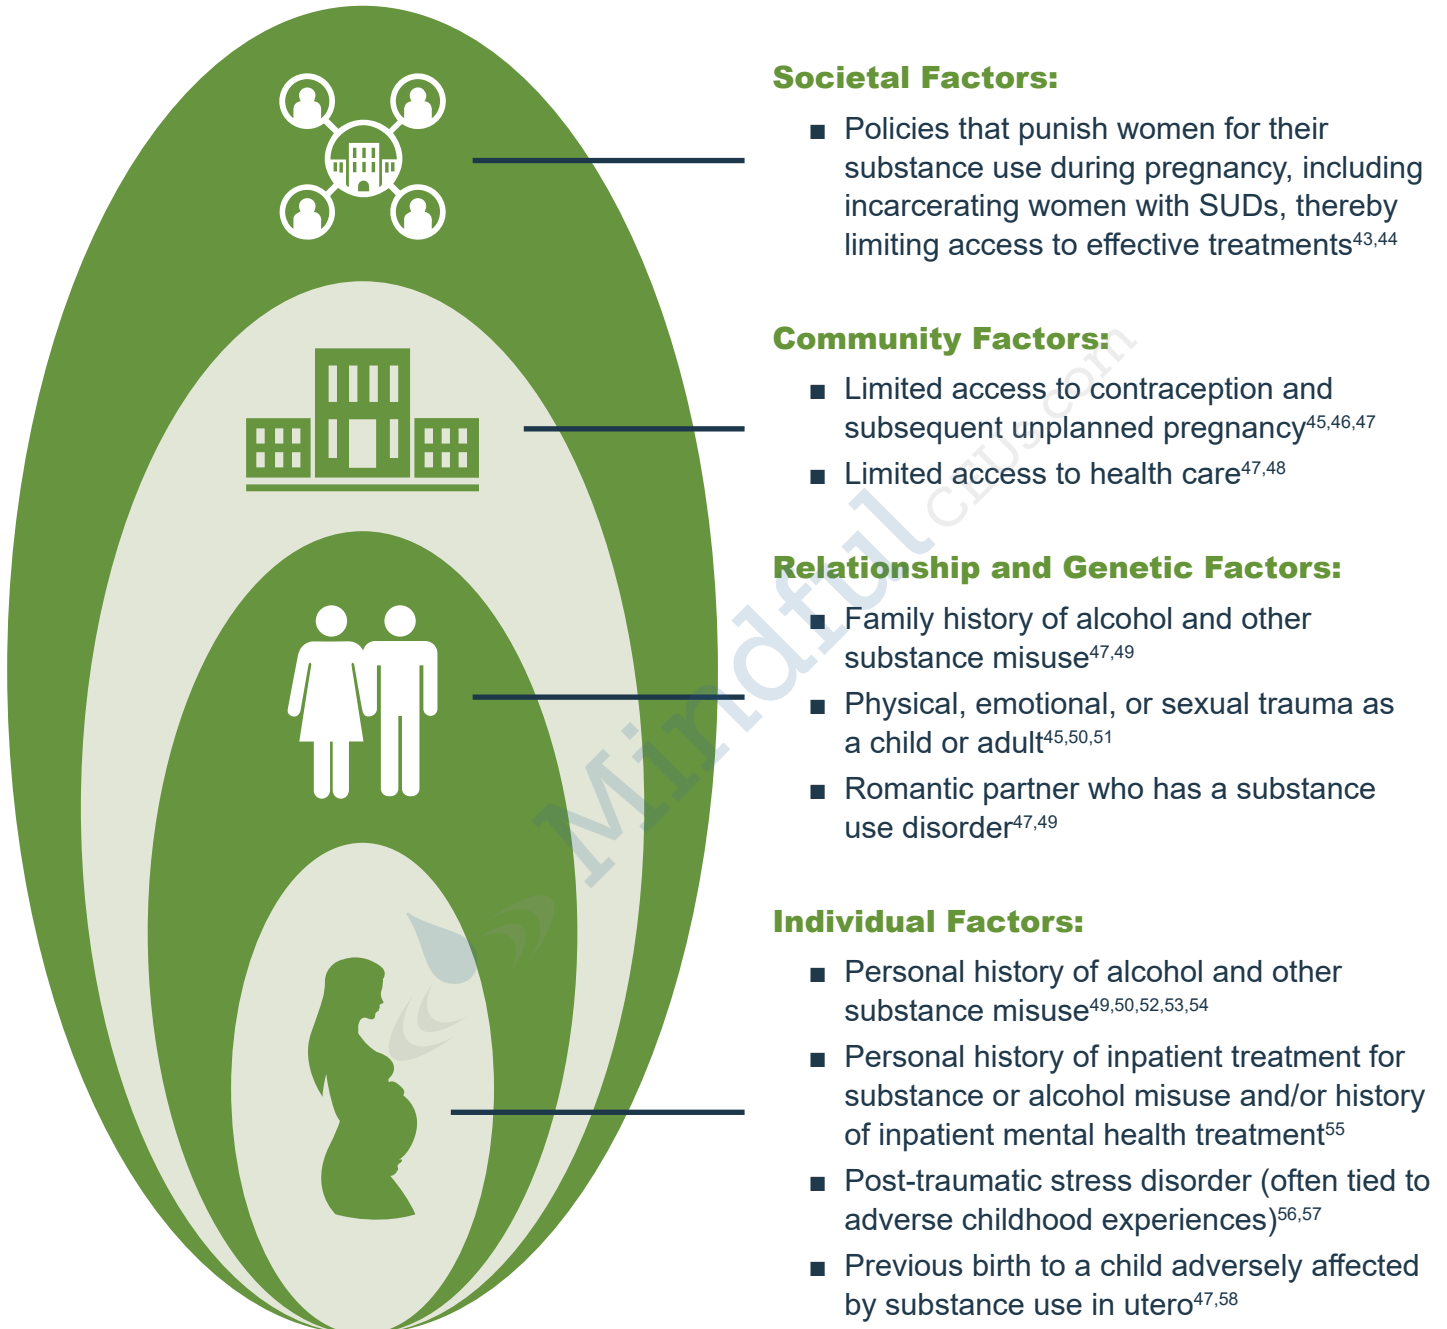 Societal Factors:
■ Policies that punish women for their
substance use during pregnancy, including
incarcerating women with SUDs, thereby
limiting access to effective treatments43,44
Community Factors:
■ Limited access to contraception and
subsequent unplanned pregnancy45,46,47
■ Limited access to health care47,48
Relationship and Genetic Factors:
■ Family history of alcohol and other
substance misuse47,49
■ Physical, emotional, or sexual trauma as
a child or adult45,50,51
■ Romantic partner who has a substance
use disorder47,49
Individual Factors:
■ Personal history of alcohol and other
substance misuse49,50,52,53,54
■ Personal history of inpatient treatment for
substance or alcohol misuse and/or history
of inpatient mental health treatment55
■ Post-traumatic stress disorder (often tied to
adverse childhood experiences)56,57
■ Previous birth to a child adversely affected
by substance use in utero47,58
Mindful CEUs.com